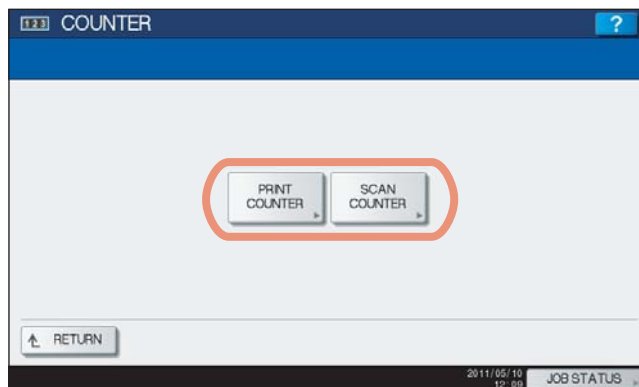 123 COUNTER
?
PRINT
COUNTER
SCAN
COUNTER
RETURN
2011/05/10
12:09
JOB STATUS